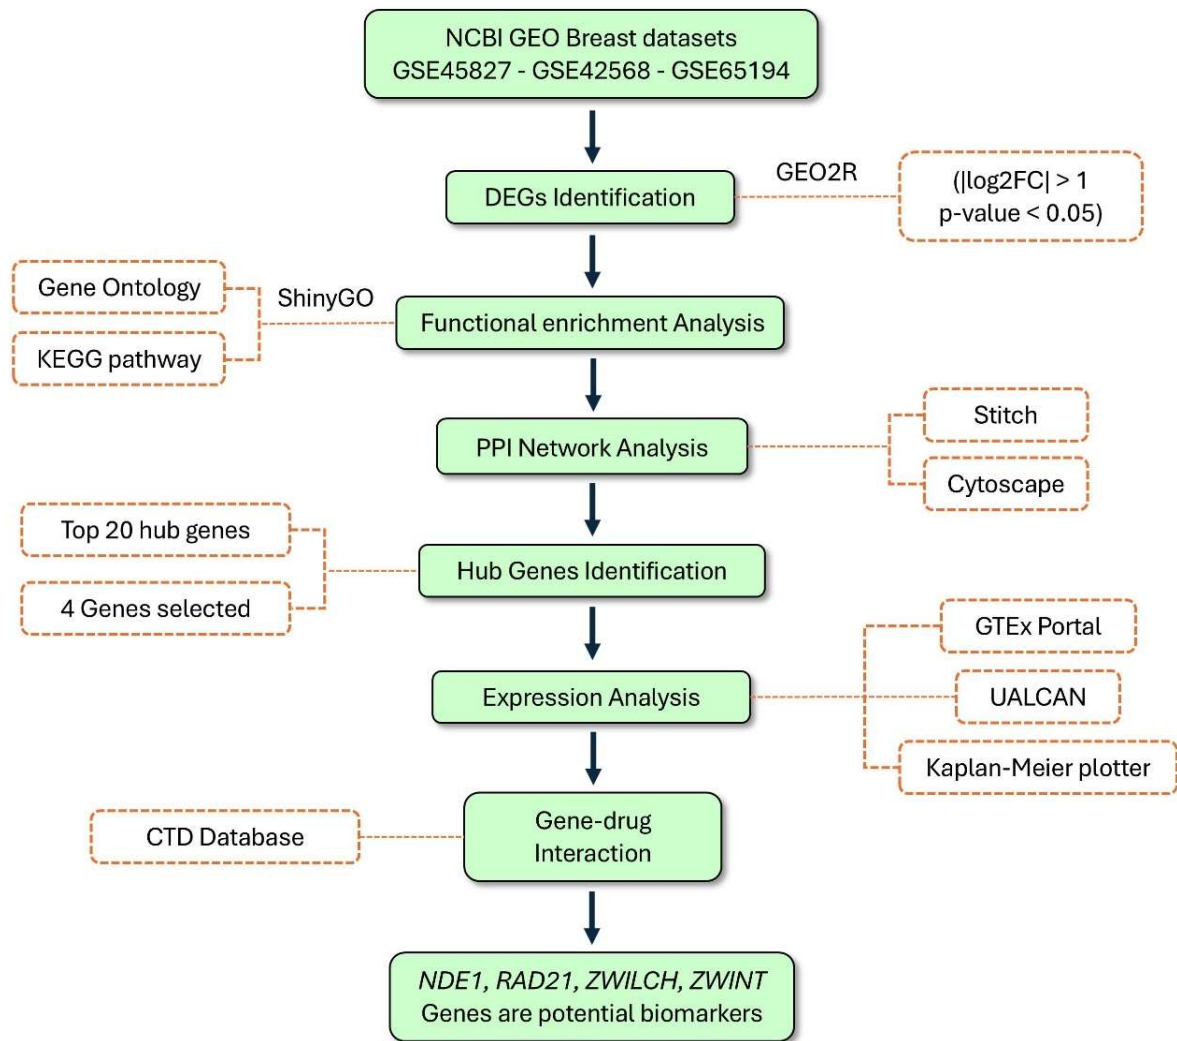 NCBI GEO Breast datasets
GSE45827 - GSE42568 - GSE65194
DEGs Identification
GEO2R
(|log2FC| > 1
p-value < 0.05)
Gene Ontology
KEGG pathway
ShinyGO
Functional enrichment Analysis
PPI Network Analysis
Stitch
Cytoscape
Top 20 hub genes
4 Genes selected
Hub Genes Identification
Expression Analysis
GTEx Portal
UALCAN
Kaplan-Meier plotter
CTD Database
Gene-drug
Interaction
NDE1, RAD21, ZWILCH, ZWINT
Genes are potential biomarkers